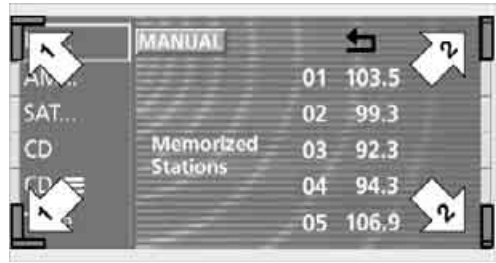 MANUAL
01 103.5
AM...
SAT...
02 99.3
CD
Memorized
Stations
03 92.3
CD
04 94.3
05 106.9
1
2
1
2